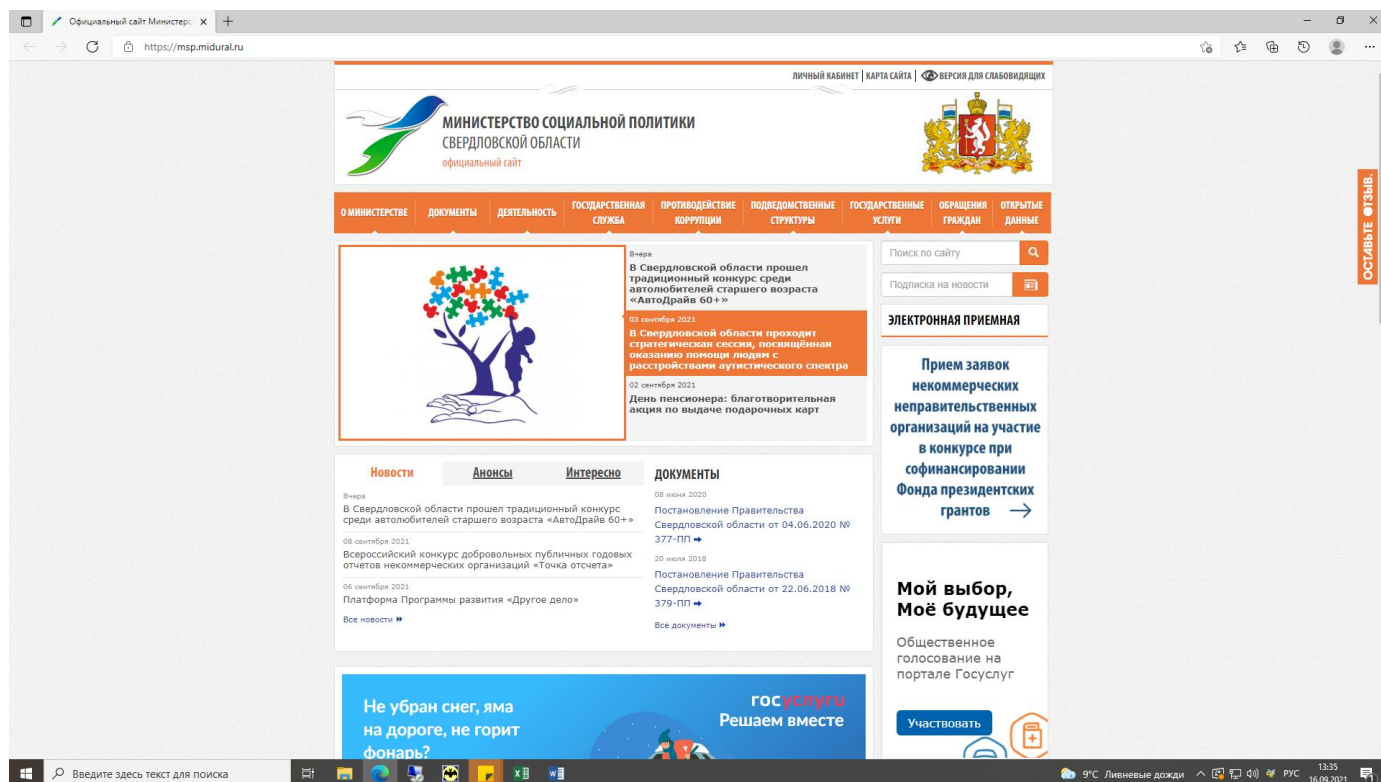 Официальный сайт Министерс
https://msp.midural.ru
ЛИЧНЫЙ КАБИНЕТ | КАРТА САЙТА | ВЕРСИЯ ДЛЯ СЛАБОВИДЯЩИХ
МИНИСТЕРСТВО СОЦИАЛЬНОЙ ПОЛИТИКИ
СВЕРДЛОВСКОЙ ОБЛАСТИ
официальный сайт
О МИНИСТЕРСТВЕ
ДОКУМЕНТЫ
ДЕЯТЕЛЬНОСТЬ
ГОСУДАРСТВЕННАЯ
СЛУЖБА
ПРОТИВОДЕЙСТВИЕ
КОРРУПЦИИ
ПОДВЕДОМСТВЕННЫЕ
СТРУКТУРЫ
ГОСУДАРСТВЕННЫЕ
УСЛУГИ
ОБРАЩЕНИЯ
ГРАЖДАН
ОТКРЫТЫЕ
ДАННЫЕ
Вчера
В Свердловской области прошел
традиционный конкурс среди
автолюбителей старшего возраста
«АвтоДрайв 60+»
03 сентября 2021
В Свердловской области проходит
стратегическая сессия, посвящённая
оказанию помощи людям с
расстройствами аутистического спектра
02 сентября 2021
День пенсионера: благотворительная
акция по выдаче подарочных карт
Поиск по сайту
Подписка на новости
ЭЛЕКТРОННАЯ ПРИЕМНАЯ
Прием заявок
некоммерческих
неправительственных
организаций на участие
в конкурсе при
софинансировании
Фонда президентских
грантов →
Новости
Анонсы
Интересно
Вчера
В Свердловской области прошел традиционный конкурс
среди автолюбителей старшего возраста «АвтоДрайв 60+»
08 сентября 2021
Всероссийский конкурс добровольных публичных годовых
отчетов некоммерческих организаций «Точка отсчета»
06 сентября 2021
Платформа Программы развития «Другое дело»
Все новости
ДОКУМЕНТЫ
08 июня 2020
Постановление Правительства
Свердловской области от 04.06.2020 №
377-ПП
20 июля 2018
Постановление Правительства
Свердловской области от 22.06.2018 №
379-ПП
Все документы
Мой выбор,
Моё будущее
Общественное
голосование на
портале Госуслуг
Участвовать
Не убран снег, яма
на дороге, не горит
фонарь?
госуслуги
Решаем вместе
ОСТАВЬТЕ ОТЗЫВ.
Введите здесь текст для поиска
9°C Ливневые дожди
РУС
13:35
16.09.2021